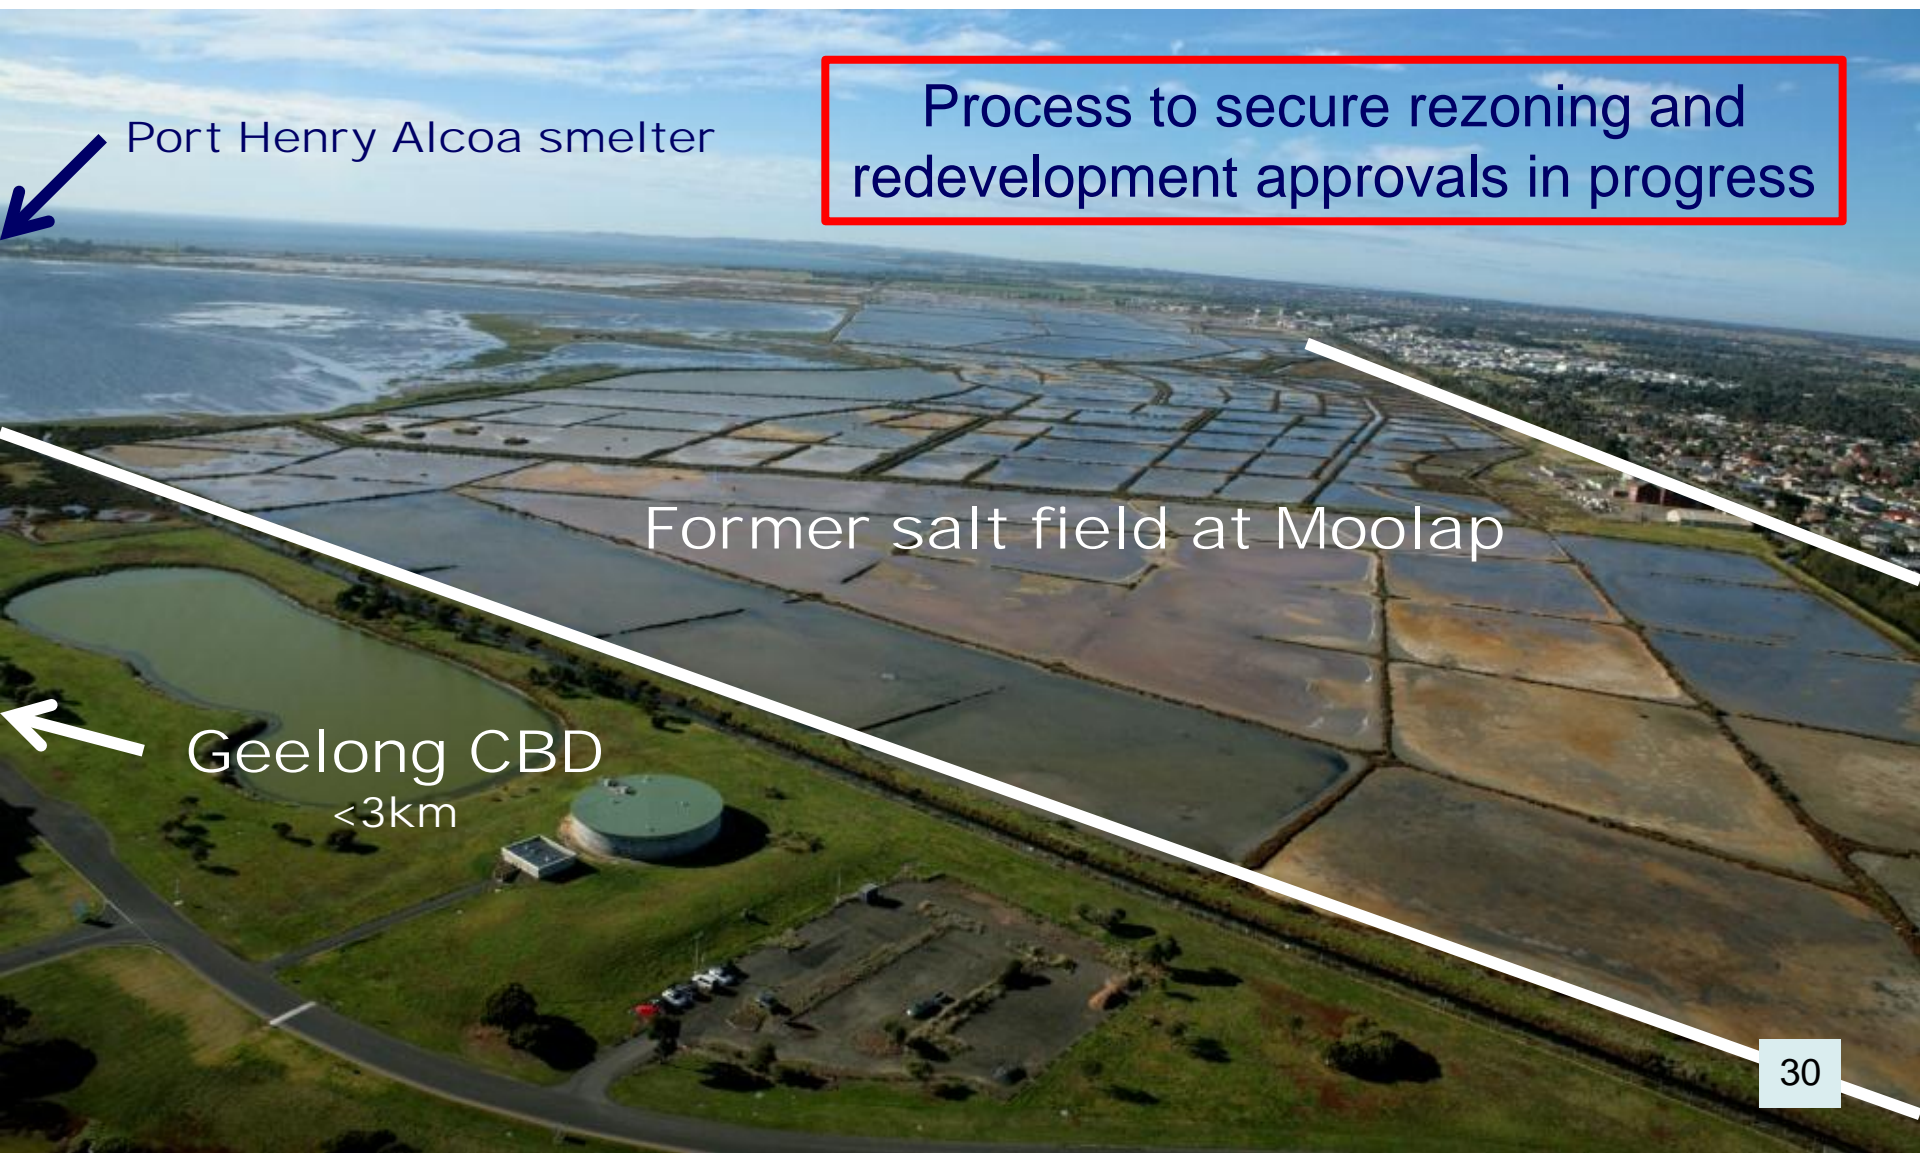 Process to secure rezoning and
redevelopment approvals in progress
Port Henry Alcoa smelter
Former salt field at Moolap
Geelong CBD
<3km
30